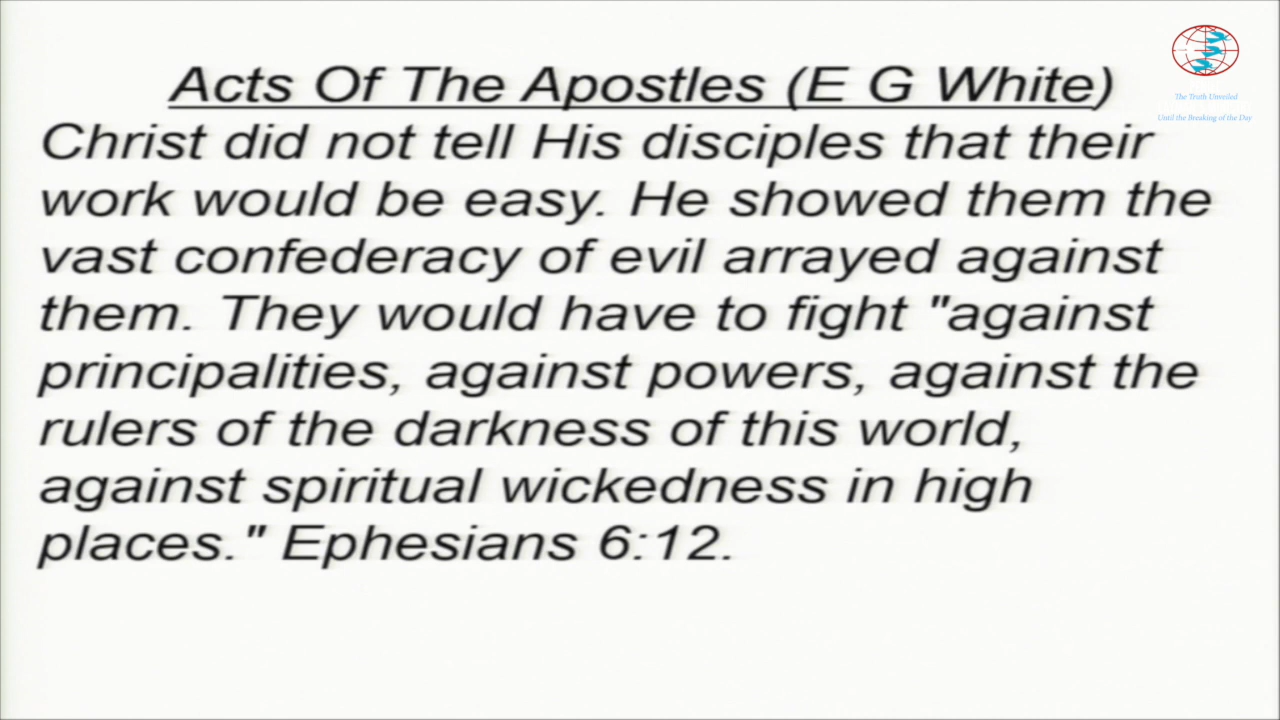 Acts Of The Apostles (E G White)
Christ did not tell His disciples that their
work would be easy. He showed them the
vast confederacy of evil arrayed against
them. They would have to fight "against
principalities, against powers, against the
rulers of the darkness of this world,
against spiritual wickedness in high
places." Ephesians 6:12.
The Truth Unveiled
Until the Breaking of the Day